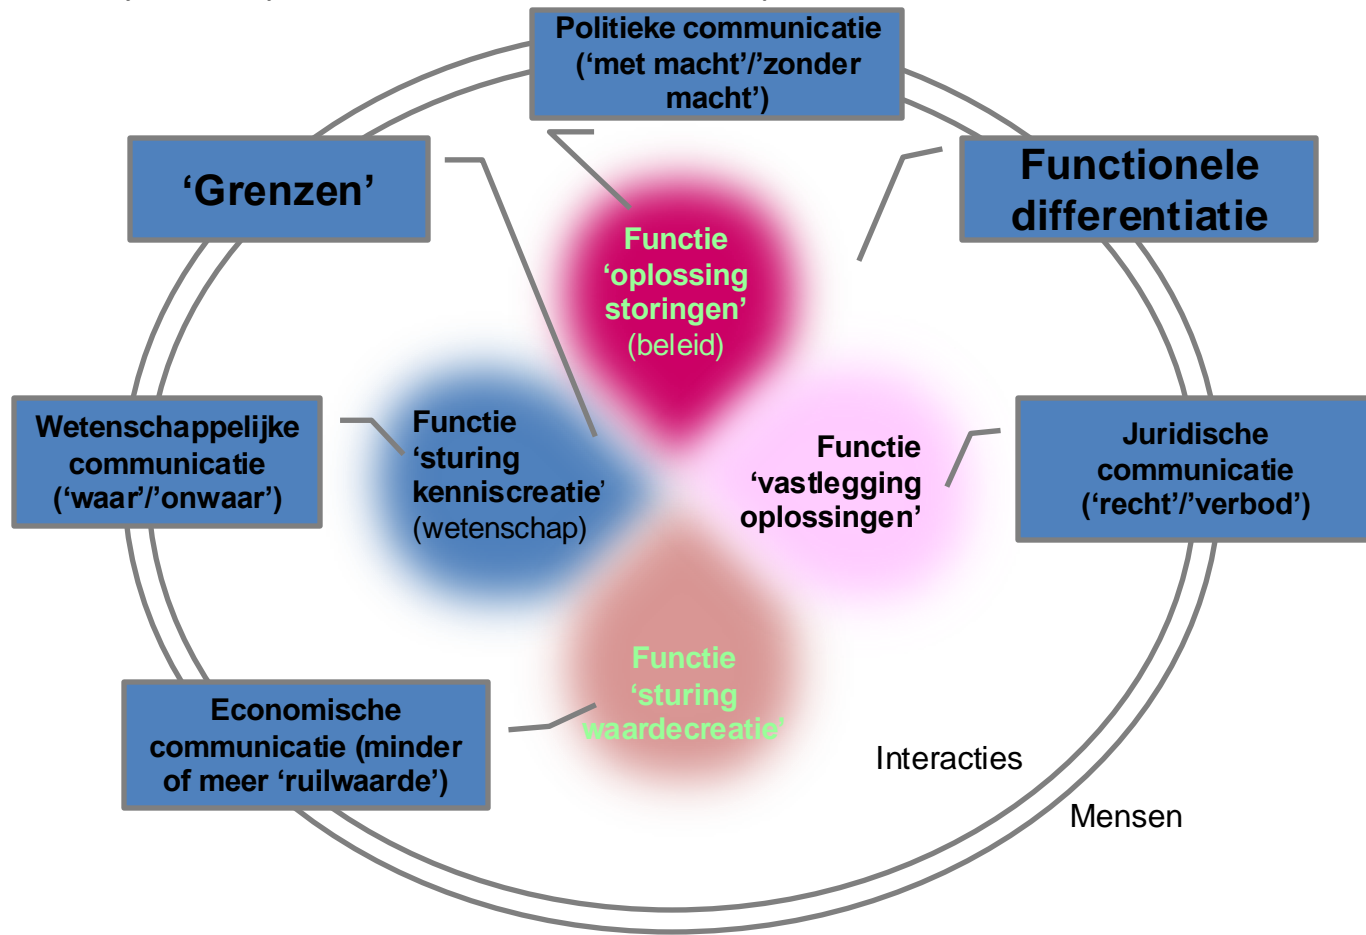 Politieke communicatie
(‘met macht’/’zonder
macht’)
‘Grenzen’
Functionele
differentiatie
Functie
‘oplossing
storingen’
(beleid)
Wetenschappelijke
communicatie
(‘waar’/’onwaar’)
Functie
‘sturing
kenniscreatie’
(wetenschap)
Functie
‘vastlegging
oplossingen’
Juridische
communicatie
(‘recht’/’verbod’)
Functie
‘sturing
waardecreatie’
Economische
communicatie (minder
of meer ‘ruilwaarde’)
Interacties
Mensen